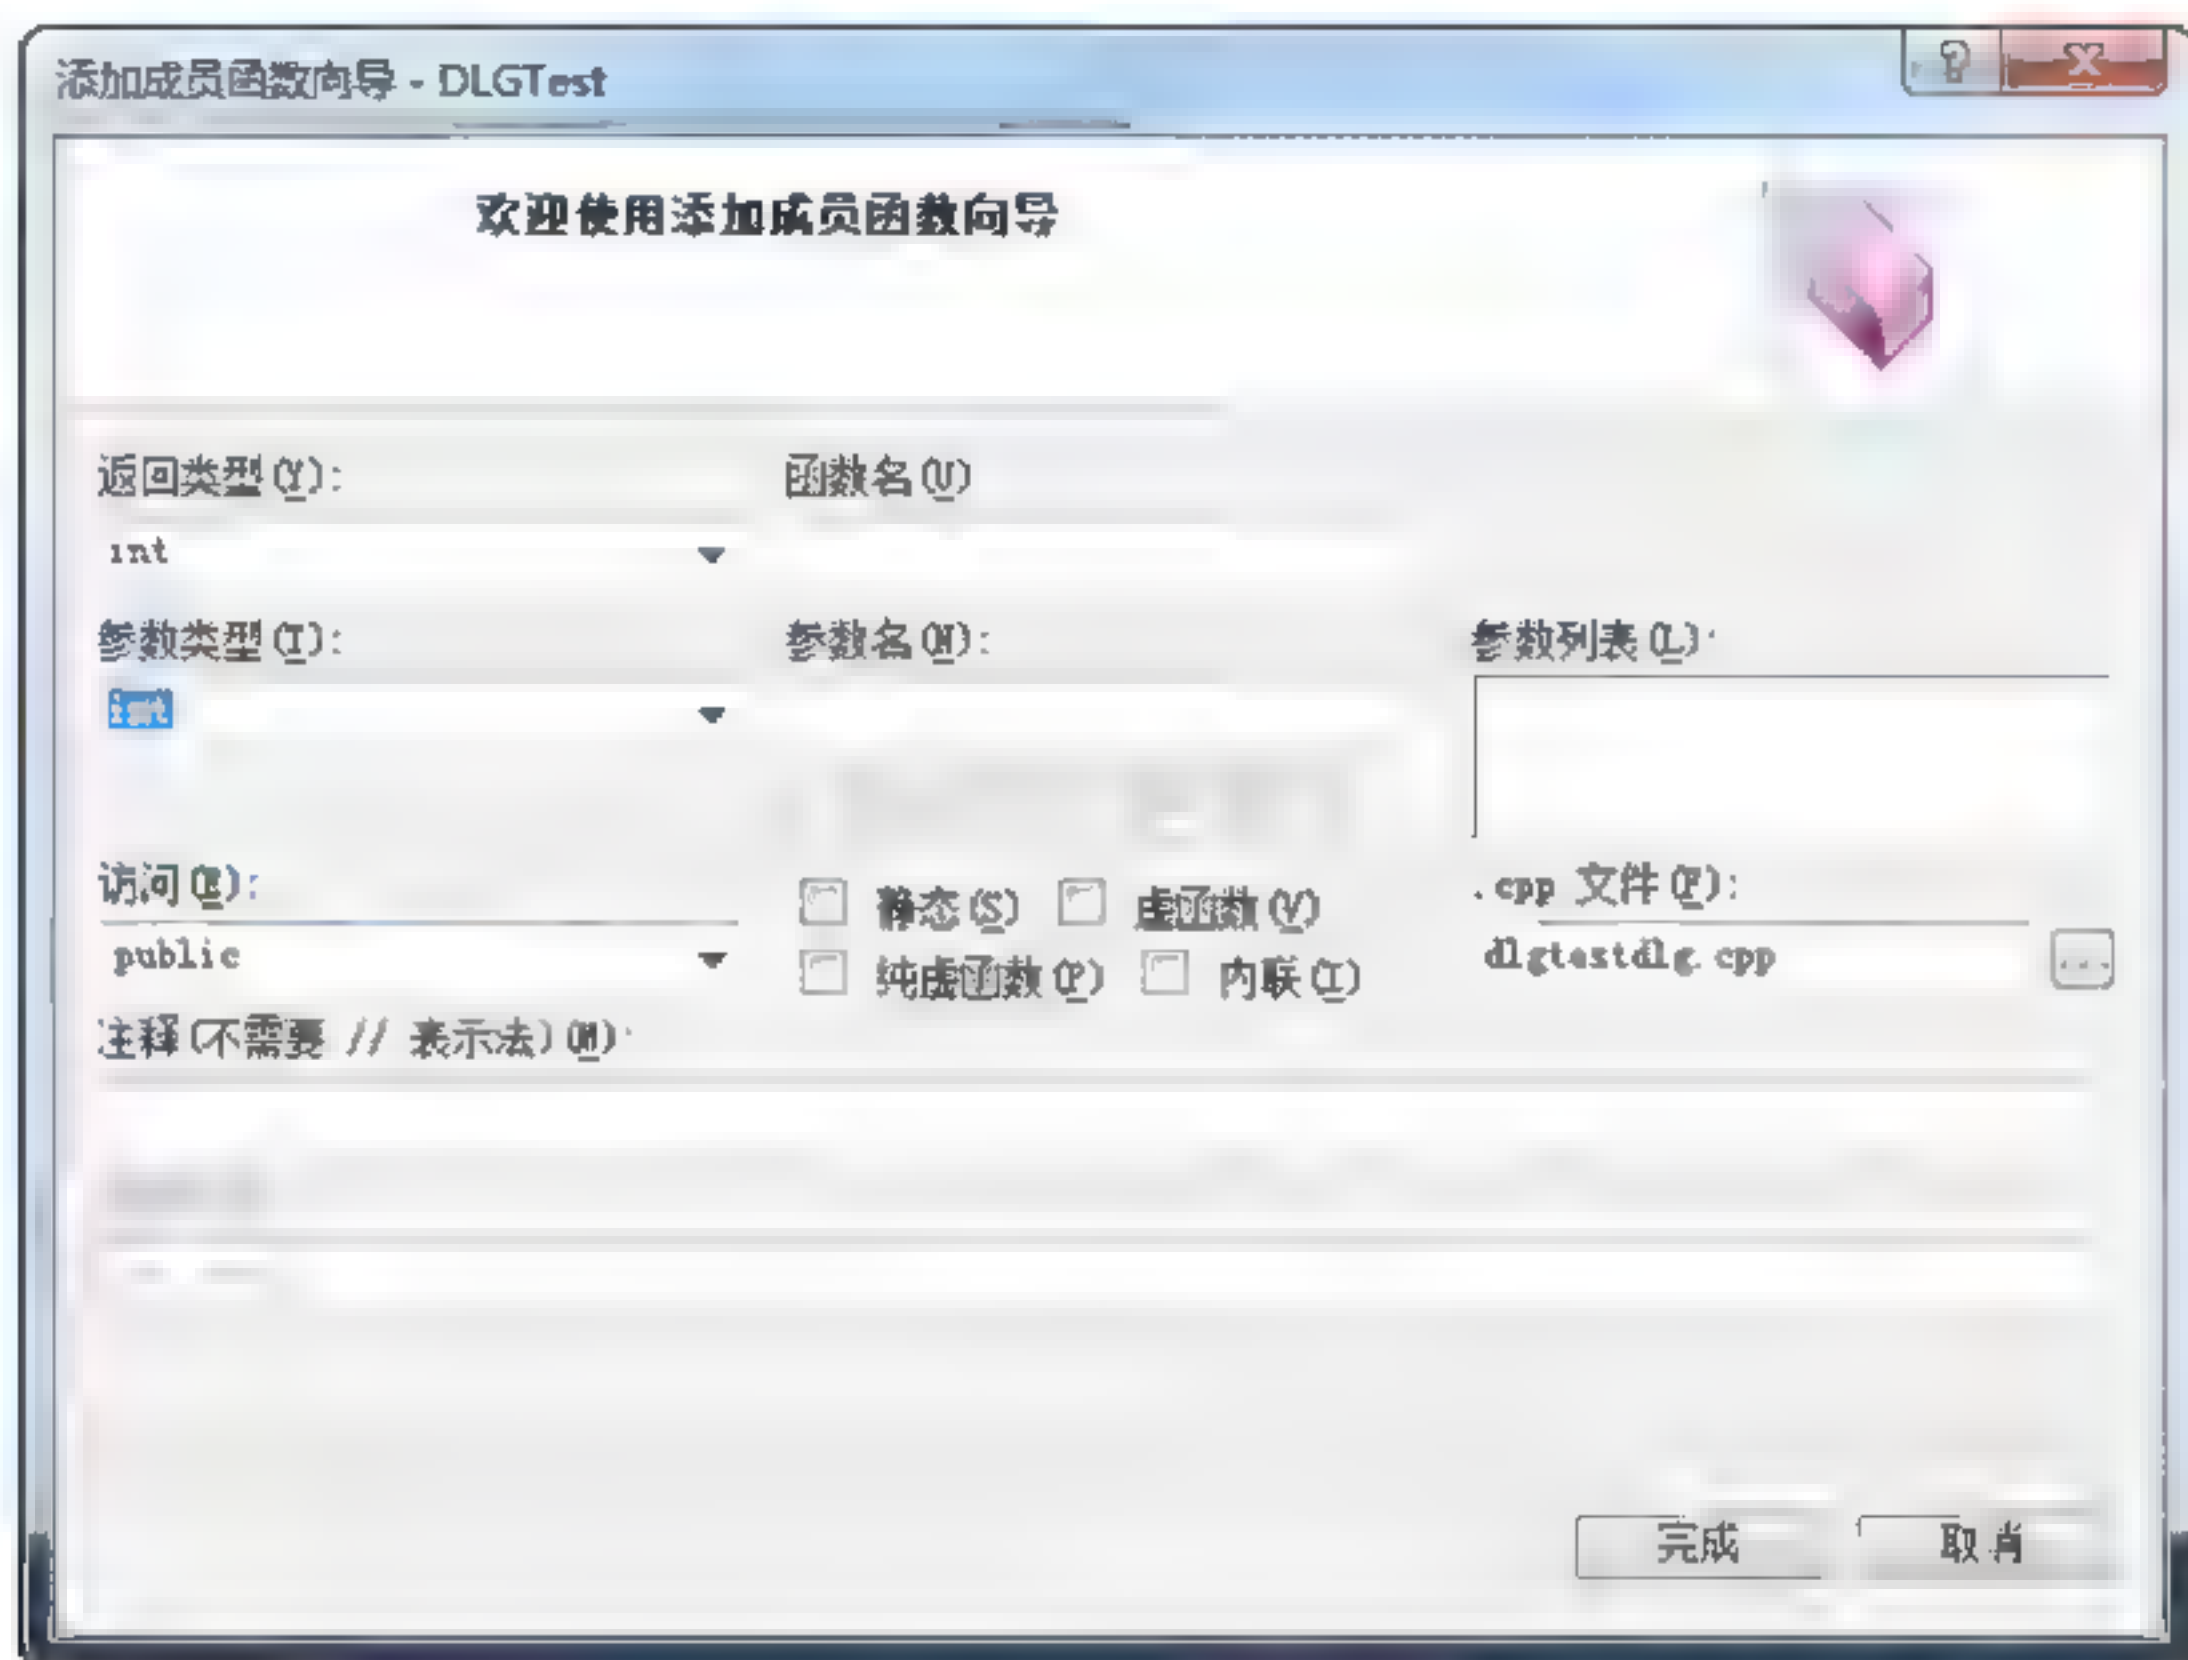 添加成员函数向导 - DLGTest
欢迎使用添加成员函数向导
返回类型(Y):
函数名(U)
int
参数类型(T):
参数名(N):
参数列表(L):
int
访问(E):
静态(S)
虚函数(V)
.cpp 文件(F):
public
纯虚函数(P)
内联(I)
dlgtestdlg.cpp
...
注释(不需要 // 表示法)(M):
完成
取消